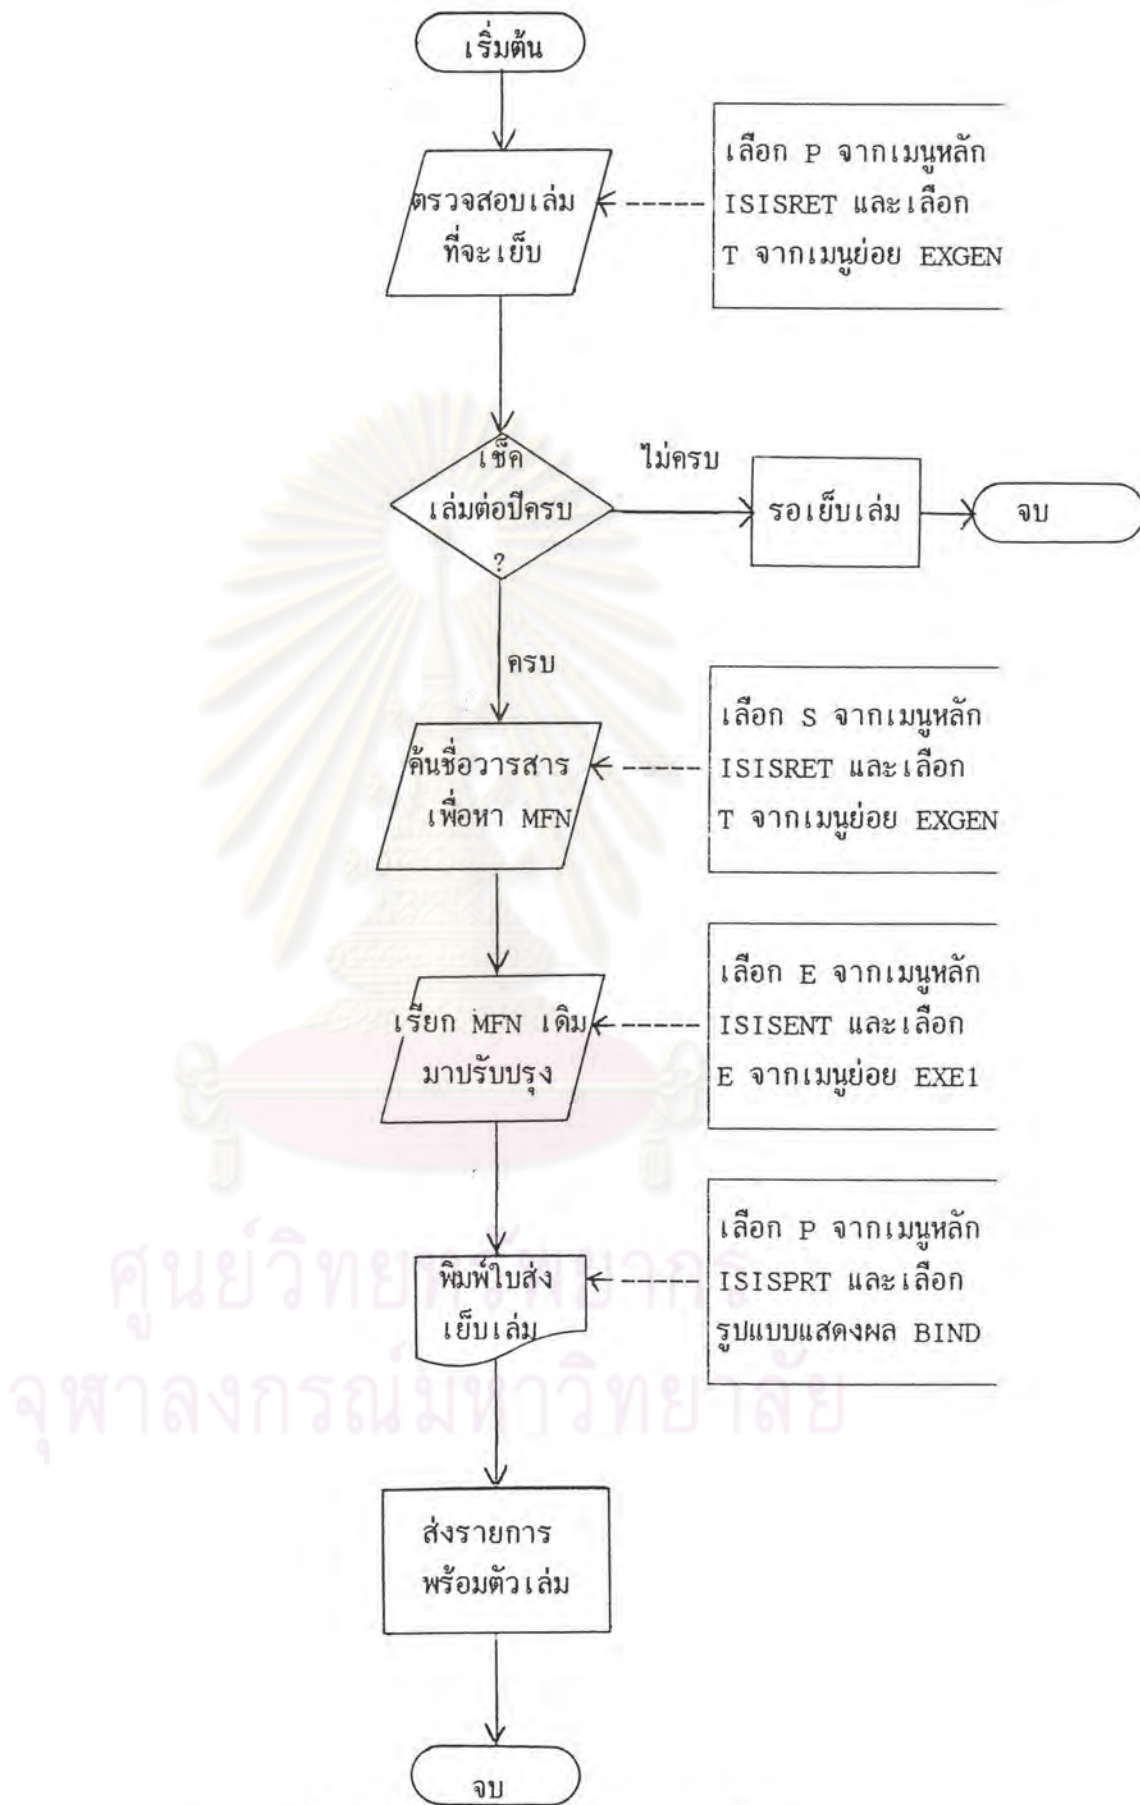 เริ่มต้น
ตรวจสอบเล่ม
ที่จะเย็บ
เลือก P จากเมนูหลัก
ISISRET และเลือก
T จากเมนูย่อย EXGEN
เช็ค
เล่มต่อปีครบ
?
ไม่ครบ
รอเย็บเล่ม
จบ
ครบ
ค้นชื่อวารสาร
เพื่อหา MFN
เลือก S จากเมนูหลัก
ISISRET และเลือก
T จากเมนูย่อย EXGEN
เรียก MFN เดิม
มาปรับปรุง
เลือก E จากเมนูหลัก
ISISENT และเลือก
E จากเมนูย่อย EXE1
พิมพ์ใบส่ง
เย็บเล่ม
เลือก P จากเมนูหลัก
ISISPRT และเลือก
รูปแบบแสดงผล BIND
ศูนย์วิทยทรัพยากร
จุฬาลงกรณ์มหาวิทยาลัย
ส่งรายการ
พร้อมตัวเล่ม
จบ